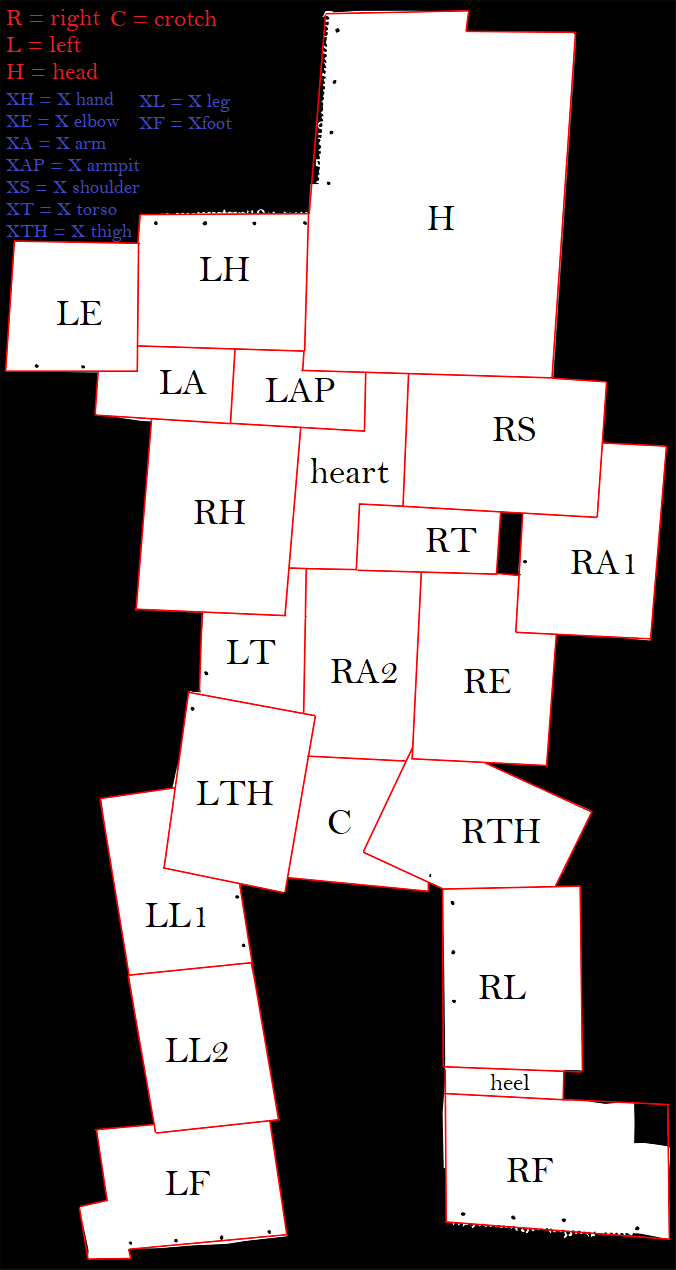 R = right C = crotch
L = left
H = head
XH = X hand XL = X leg
XE = X elbow XF = Xfoot
XA = X arm
XAP = X armpit
XS = X shoulder
XT = X torso
XTH = X thigh
H
LH
LE
LA
LAP
RS
heart
RH
RT
RA1
LT
RA2
RE
LTH
C
RTH
LL1
RL
LL2
heel
RF
LF